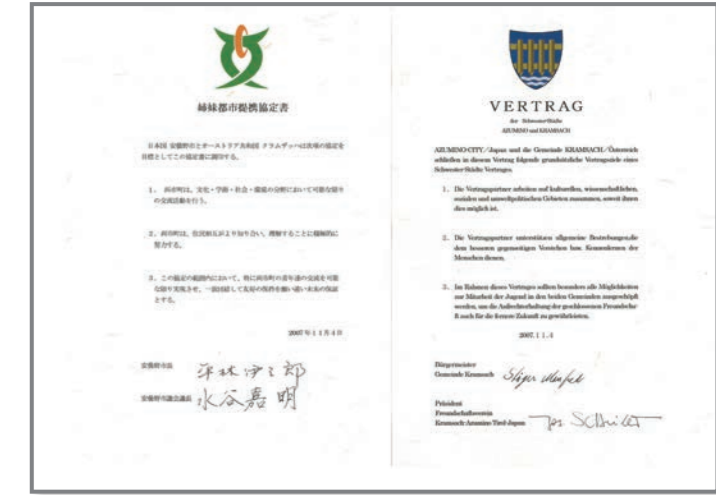 姉妹都市提携協定書
日本国 安曇野市とオーストリア共和国 クラムザッハは次項の協定を
目標としてこの協定書に調印する。
1. 両市町は、文化・学術・社会・環境の分野において可能な限り
の交流活動を行う。
2. 両市町は、住民相互がより知り合い、理解することに積極的に
努力する。
3. この協定の範囲内において、特に両市町の青年達の交流を可能
な限り実現させ、一致団結して友好の保持を願い遠い未来の保証
とする。
2007年11月4日
安曇野市長 平林伊三郎
安曇野市議会議長 水谷嘉明
VERTRAG
der Schwester-Städte
AZUMINO und KRAMSACH
AZUMINO-CITY/Japan und die Gemeinde KRAMSACH/Österreich
schließen in diesem Vertrag folgende grundsätzliche Vertragsziele eines
Schwester-Städte Vertrages.
1. Die Vertragspartner arbeiten auf kulturellen, wissenschaftlichen,
sozialen und umweltpolitischen Gebieten zusammen, soweit ihnen
dies möglich ist.
2. Die Vertragspartner unterstützen allgemeine Bestrebungen,die
dem besseren gegenseitigen Verstehen bzw. Kennenlernen der
Menschen dienen.
3. Im Rahmen dieses Vertrages sollten besonders alle Möglichkeiten
zur Mitarbeit der Jugend in den beiden Gemeinden ausgeschöpft
werden, um die Aufrechterhaltung der geschlossenen Freundscha-
ft auch für die fernere Zukunft zu gewährleisten.
2007.11.4
Bürgermeister
Gemeinde Kramsach
Präsident
Freundschaftsverein
Kramsach-Azumino Tirol-Japan